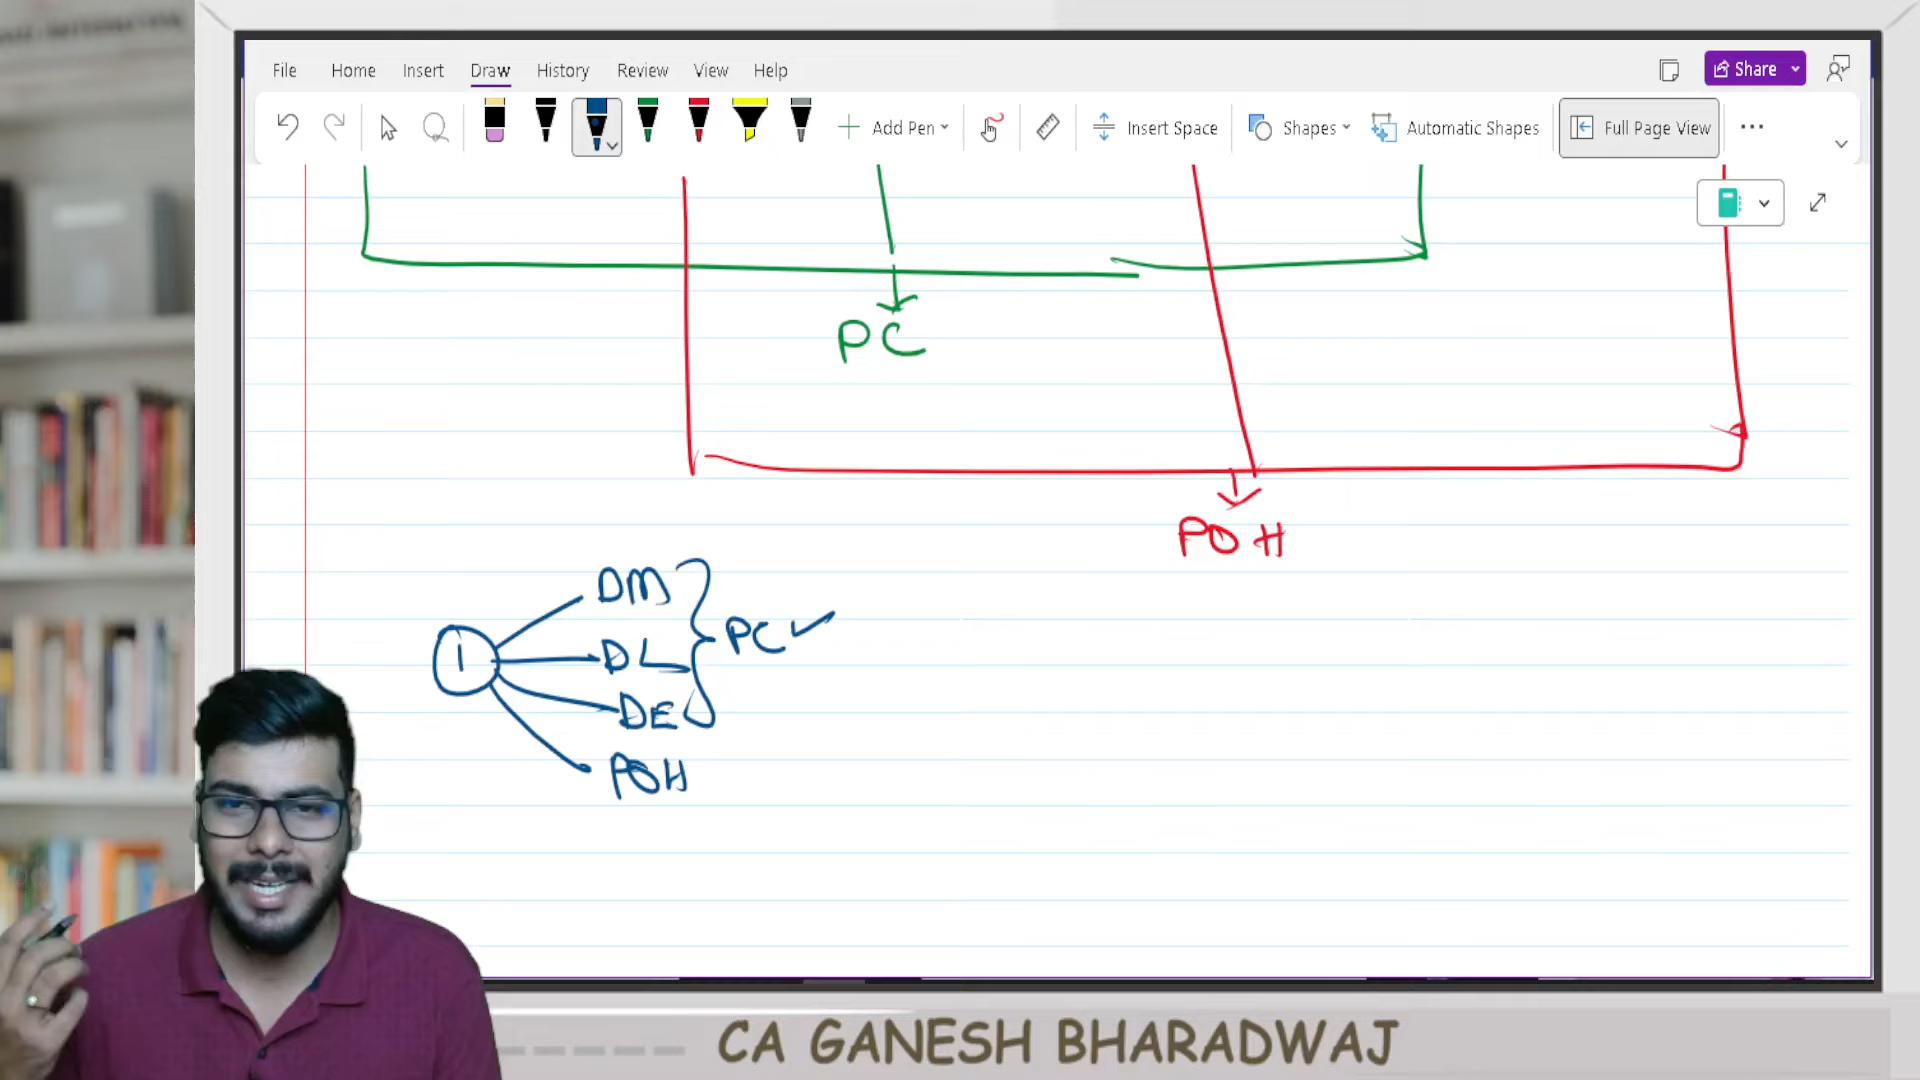 File Home Insert Draw History Review View Help Share
Add Pen Insert Space Shapes Automatic Shapes Full Page View
PC
POH
DM
1 DL PC
DE
POH
CA GANESH BHARADWAJ